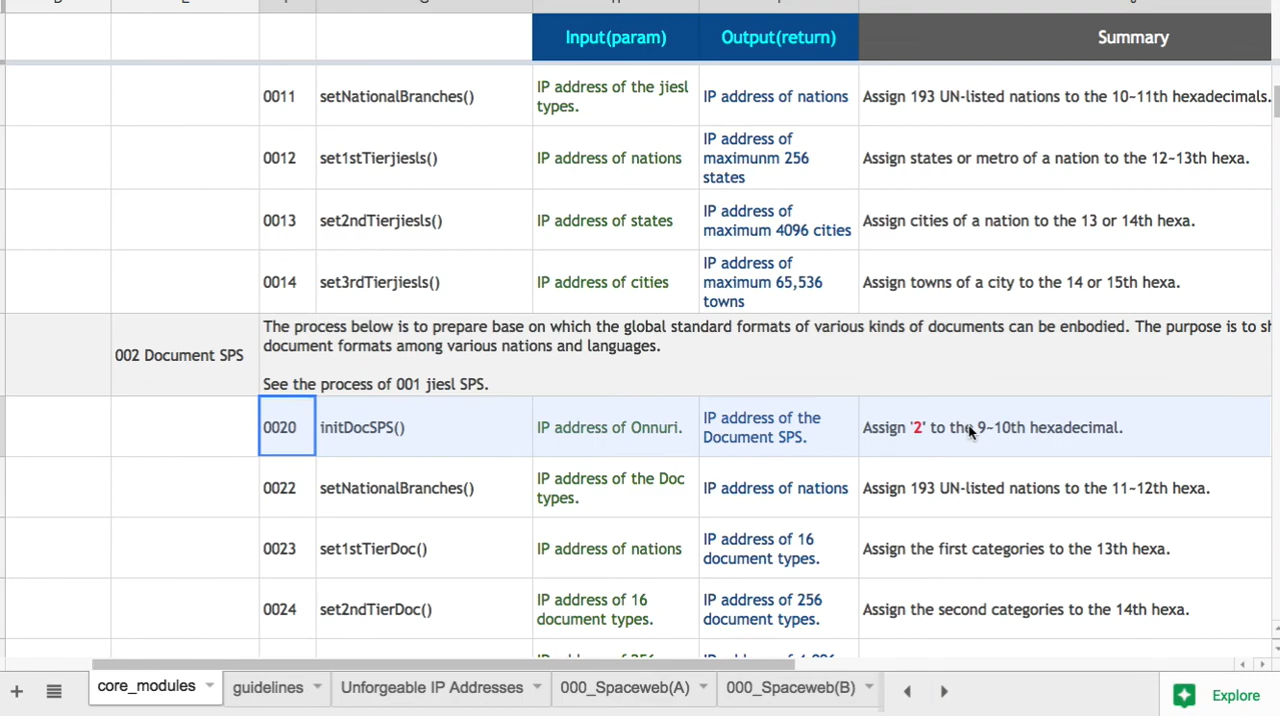 Input(param)
Output(return)
Summary
0011
setNationalBranches()
IP address of the jiesl
types.
IP address of nations
Assign 193 UN-listed nations to the 10~11th hexadecimals.
0012
set1stTierjiesls()
IP address of nations
IP address of
maximunm 256
states
Assign states or metro of a nation to the 12~13th hexa.
0013
set2ndTierjiesls()
IP address of states
IP address of
maximum 4096 cities
Assign cities of a nation to the 13 or 14th hexa.
0014
set3rdTierjiesls()
IP address of cities
IP address of
maximum 65,536
towns
Assign towns of a city to the 14 or 15th hexa.
002 Document SPS
The process below is to prepare base on which the global standard formats of various kinds of documents can be enbodied. The purpose is to
document formats among various nations and languages.
See the process of 001 jiesl SPS.
0020
initDocSPS()
IP address of Onnuri.
IP address of the
Document SPS.
Assign '2' to the 9~10th hexadecimal.
0022
setNationalBranches()
IP address of the Doc
types.
IP address of nations
Assign 193 UN-listed nations to the 11~12th hexa.
0023
set1stTierDoc()
IP address of nations
IP address of 16
document types.
Assign the first categories to the 13th hexa.
0024
set2ndTierDoc()
IP address of 16
document types.
IP address of 256
document types.
Assign the second categories to the 14th hexa.
core_modules
guidelines
Unforgeable IP Addresses
000_Spaceweb(A)
000_Spaceweb(B)
Explore